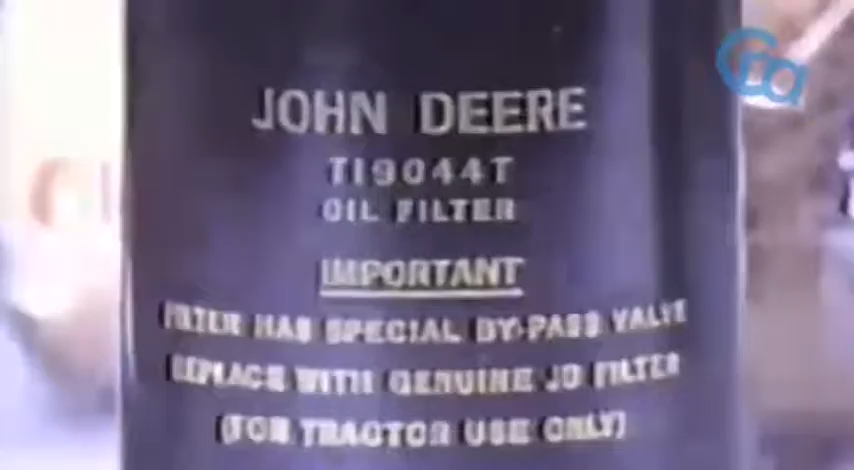 JOHN DEERE
T19044T
OIL FILTER
IMPORTANT
FILTER HAS SPECIAL BY-PASS VALVE
REPLACE WITH GENUINE JD FILTER
(FOR TRACTOR USE ONLY)